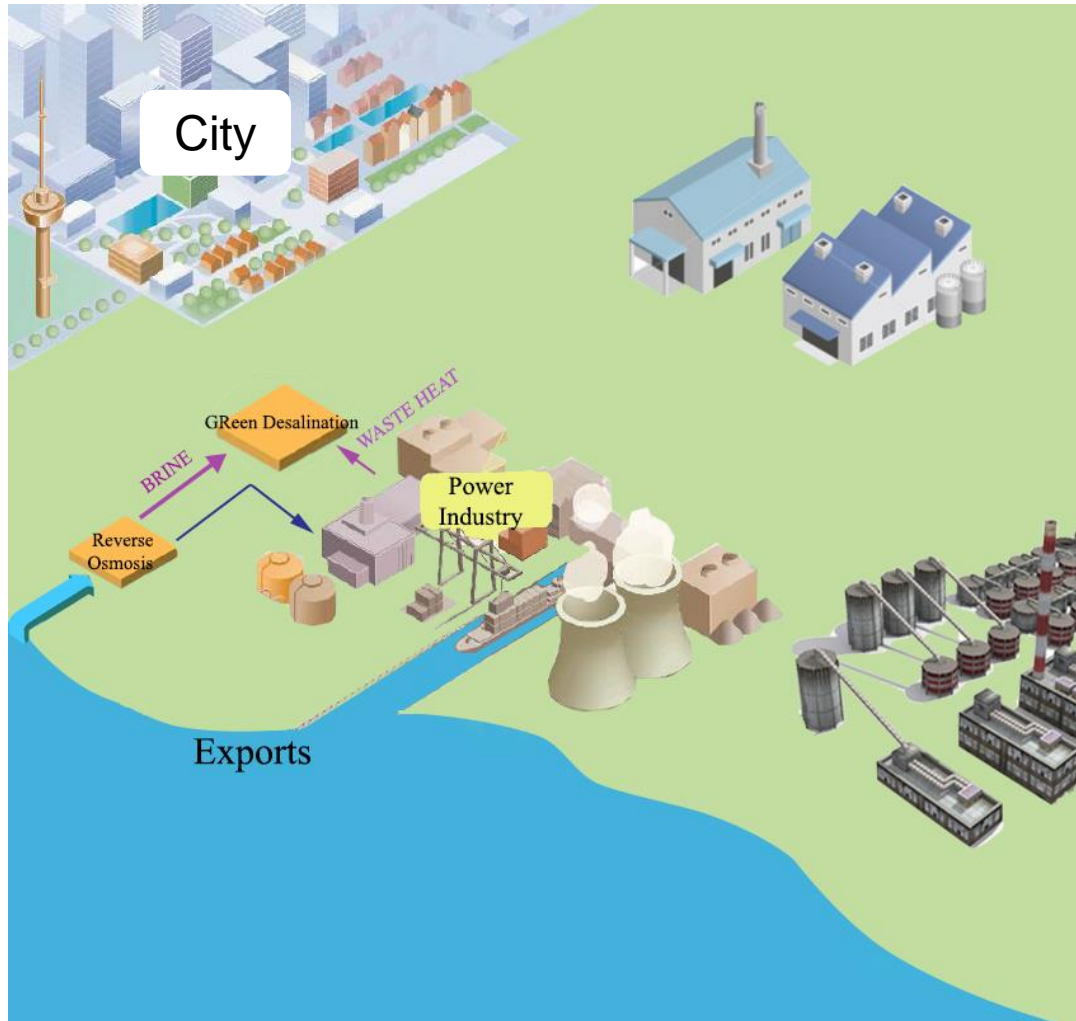 City
GReen Desalination
WASTE HEAT
BRINE
Power
Industry
Reverse
Osmosis
Exports